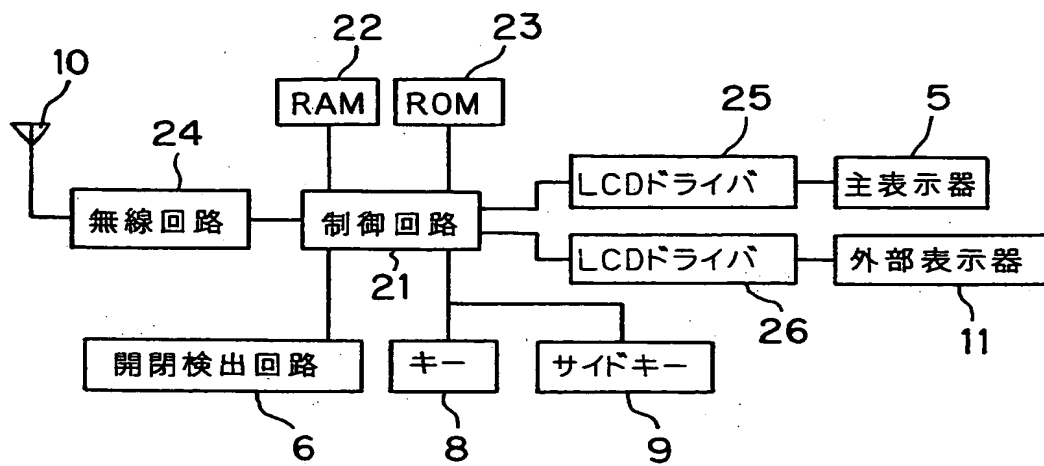 22
23
10
RAM
ROM
25
5
24
LCDドライバ
主表示器
無線回路
制御回路
LCDドライバ
外部表示器
21
26
11
開閉検出回路
キー
サイドキー
6
8
9